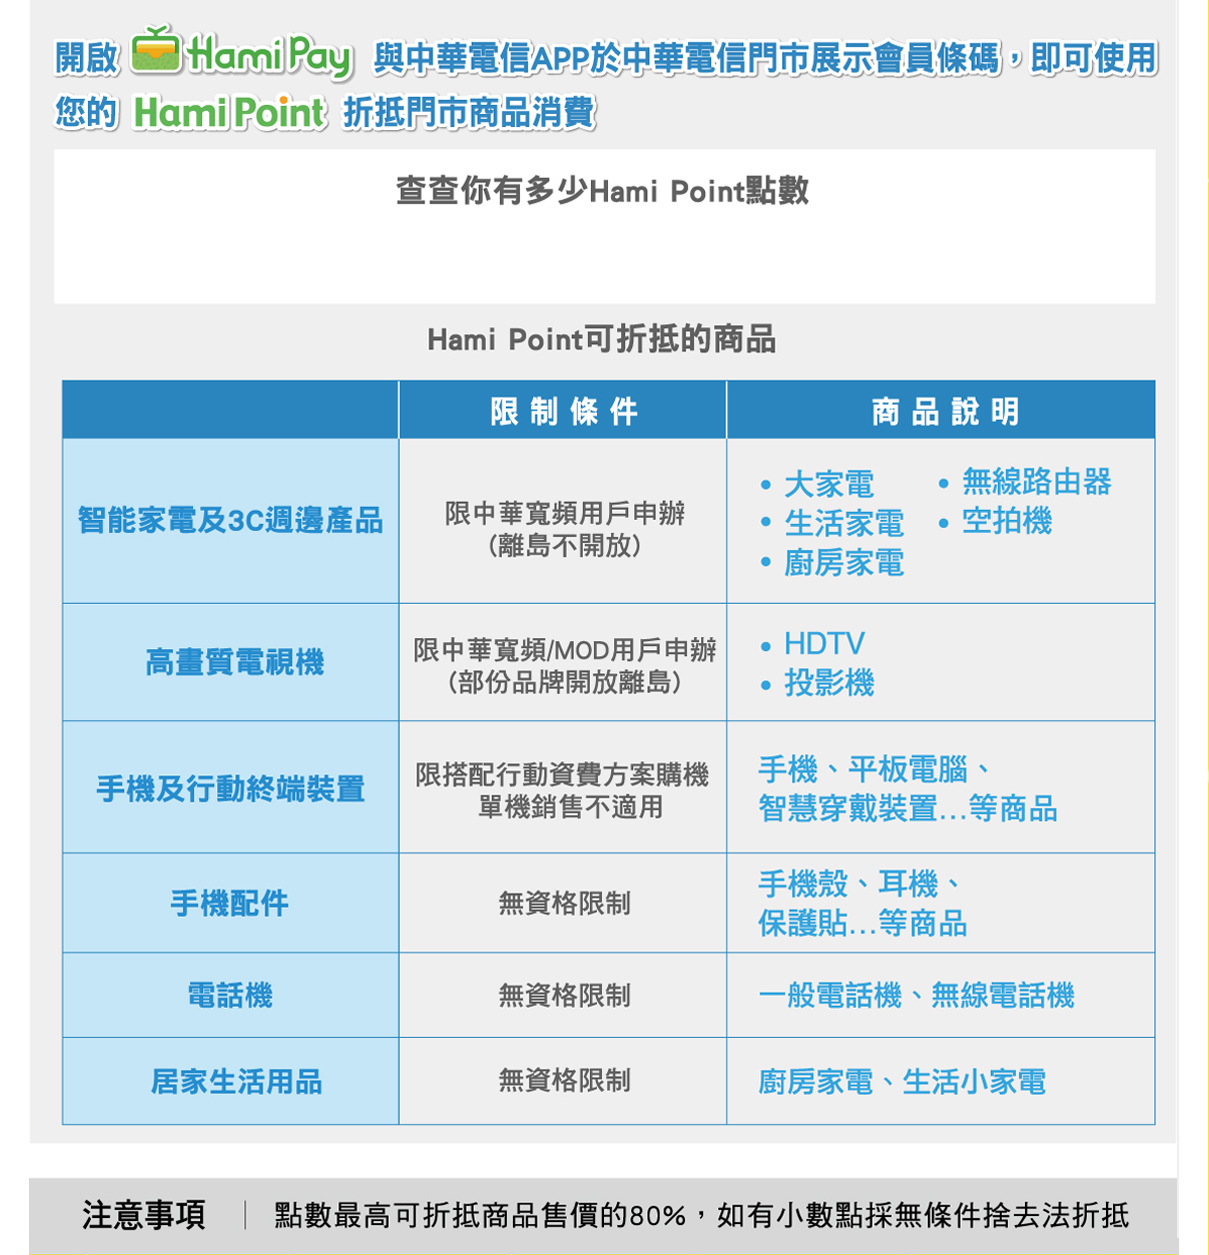 開啟 Hami Pay 與中華電信APP於中華電信門市展示會員條碼，即可使用
您的 Hami Point 折抵門市商品消費
查查你有多少Hami Point點數
Hami Point可折抵的商品
限制條件
商品說明
智能家電及3C週邊產品
限中華寬頻用戶申辦
(離島不開放)
• 大家電
• 生活家電
• 廚房家電
• 無線路由器
• 空拍機
高畫質電視機
限中華寬頻/MOD用戶申辦
(部份品牌開放離島)
• HDTV
• 投影機
手機及行動終端裝置
限搭配行動資費方案購機
單機銷售不適用
手機、平板電腦、
智慧穿戴裝置...等商品
手機配件
無資格限制
手機殼、耳機、
保護貼...等商品
電話機
無資格限制
一般電話機、無線電話機
居家生活用品
無資格限制
廚房家電、生活小家電
注意事項｜點數最高可折抵商品售價的80%，如有小數點採無條件捨去法折抵